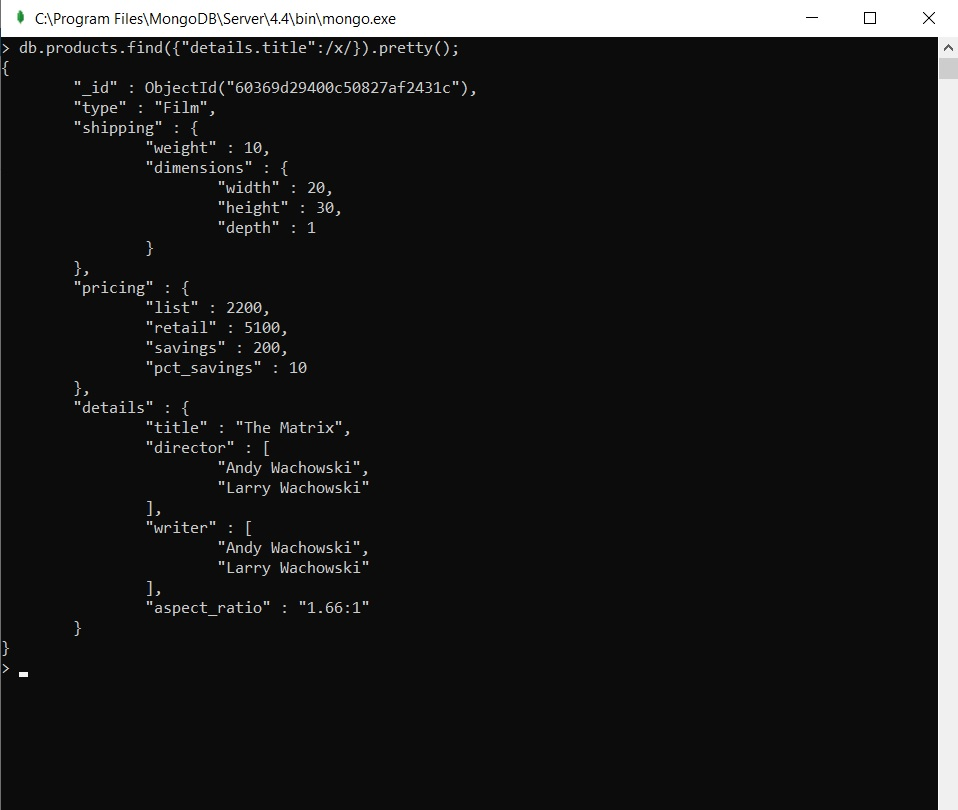 C:\Program Files\MongoDB\Server\4.4\bin\mongo.exe
> db.products.find({"details.title":/x/}).pretty();
{
        "_id" : ObjectId("60369d29400c50827af2431c"),
        "type" : "Film",
        "shipping" : {
                "weight" : 10,
                "dimensions" : {
                        "width" : 20,
                        "height" : 30,
                        "depth" : 1
                }
        },
        "pricing" : {
                "list" : 2200,
                "retail" : 5100,
                "savings" : 200,
                "pct_savings" : 10
        },
        "details" : {
                "title" : "The Matrix",
                "director" : [
                        "Andy Wachowski",
                        "Larry Wachowski"
                ],
                "writer" : [
                        "Andy Wachowski",
                        "Larry Wachowski"
                ],
                "aspect_ratio" : "1.66:1"
        }
}
>